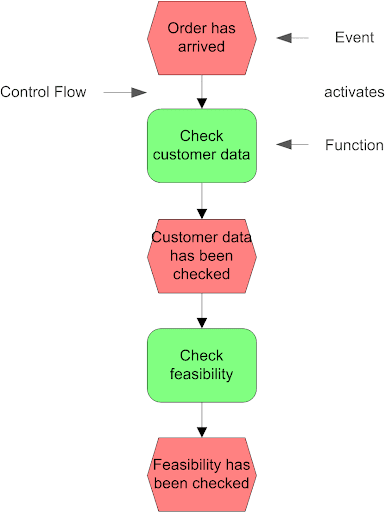 Order has
arrived
Event
Control Flow
activates
Check
customer data
Function
Customer data
has been
checked
Check
feasibility
Feasibility has
been checked